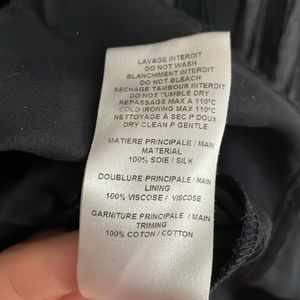 LAVAGE INTERDIT
DO NOT WASH
BLANCHIMENT INTERDIT
DO NOT BLEACH
SECHAGE TAMBOUR INTERDIT
DO NOT TUMBLE DRY
REPASSAGE MAX A 110°C
COLD IRONING MAX 110°C
NETTOYAGE A SEC P DOUX
DRY CLEAN P GENTLE
MATIERE PRINCIPALE / MAIN
MATERIAL
100% SOIE / SILK
DOUBLURE PRINCIPALE / MAIN
LINING
100% VISCOSE / VISCOSE
GARNITURE PRINCIPALE / MAIN
TRIMING
100% COTON / COTTON